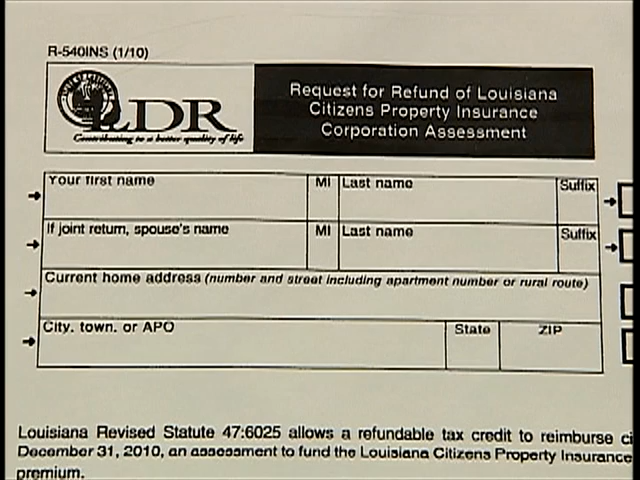 R-540INS (1/10)
LDR
Contributing to a better quality of life
Request for Refund of Louisiana
Citizens Property Insurance
Corporation Assessment
Your first name MI Last name Suffix
If joint return, spouse's name MI Last name Suffix
Current home address (number and street including apartment number or rural route)
City, town, or APO State ZIP
Louisiana Revised Statute 47:6025 allows a refundable tax credit to reimburse ci
December 31, 2010, an assessment to fund the Louisiana Citizens Property Insurance
premium.